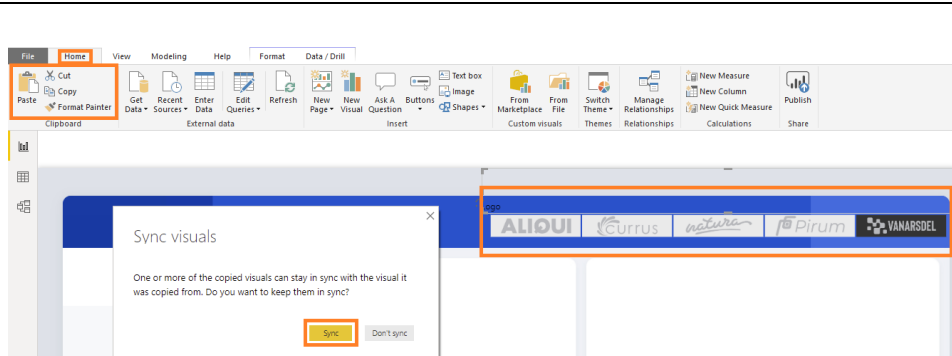 File Home View Modeling Help Format Data / Drill
Paste
Cut
Copy
Format Painter
Clipboard
Get Data
Recent Sources
Enter Data
Edit Queries
External data
Refresh
New Page
New Visual
Ask A Question
Buttons
Text box
Image
Shapes
Insert
From Marketplace
From File
Custom visuals
Switch Theme
Themes
Manage Relationships
Relationships
New Measure
New Column
New Quick Measure
Calculations
Publish
Share
Logo
ALIQUI Currus natura Pirum VANARSDEL
Sync visuals
One or more of the copied visuals can stay in sync with the visual it
was copied from. Do you want to keep them in sync?
Sync Don't sync